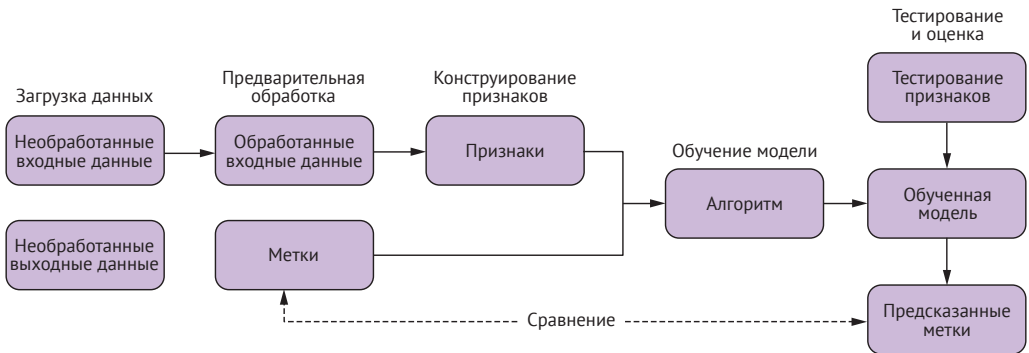 Тестирование
и оценка
Тестирование
признаков
Предварительная
обработка
Конструирование
признаков
Загрузка данных
Необработанные
входные данные
Обработанные
входные данные
Признаки
Обучение модели
Алгоритм
Обученная
модель
Необработанные
выходные данные
Метки
Сравнение
Предсказанные
метки